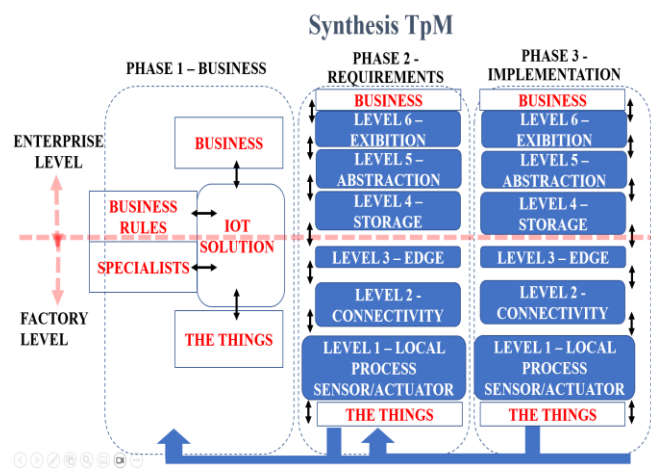 Synthesis TpM
PHASE 1 – BUSINESS
PHASE 2 -
REQUIREMENTS
PHASE 3 -
IMPLEMENTATION
ENTERPRISE
LEVEL
FACTORY
LEVEL
BUSINESS
BUSINESS
RULES
IOT
SOLUTION
SPECIALISTS
THE THINGS
BUSINESS
LEVEL 6 –
EXIBITION
LEVEL 5 –
ABSTRACTION
LEVEL 4 –
STORAGE
LEVEL 3 – EDGE
LEVEL 2 -
CONNECTIVITY
LEVEL 1 – LOCAL
PROCESS
SENSOR/ACTUATOR
THE THINGS
BUSINESS
LEVEL 6 –
EXIBITION
LEVEL 5 –
ABSTRACTION
LEVEL 4 –
STORAGE
LEVEL 3 – EDGE
LEVEL 2 -
CONNECTIVITY
LEVEL 1 – LOCAL
PROCESS
SENSOR/ACTUATOR
THE THINGS